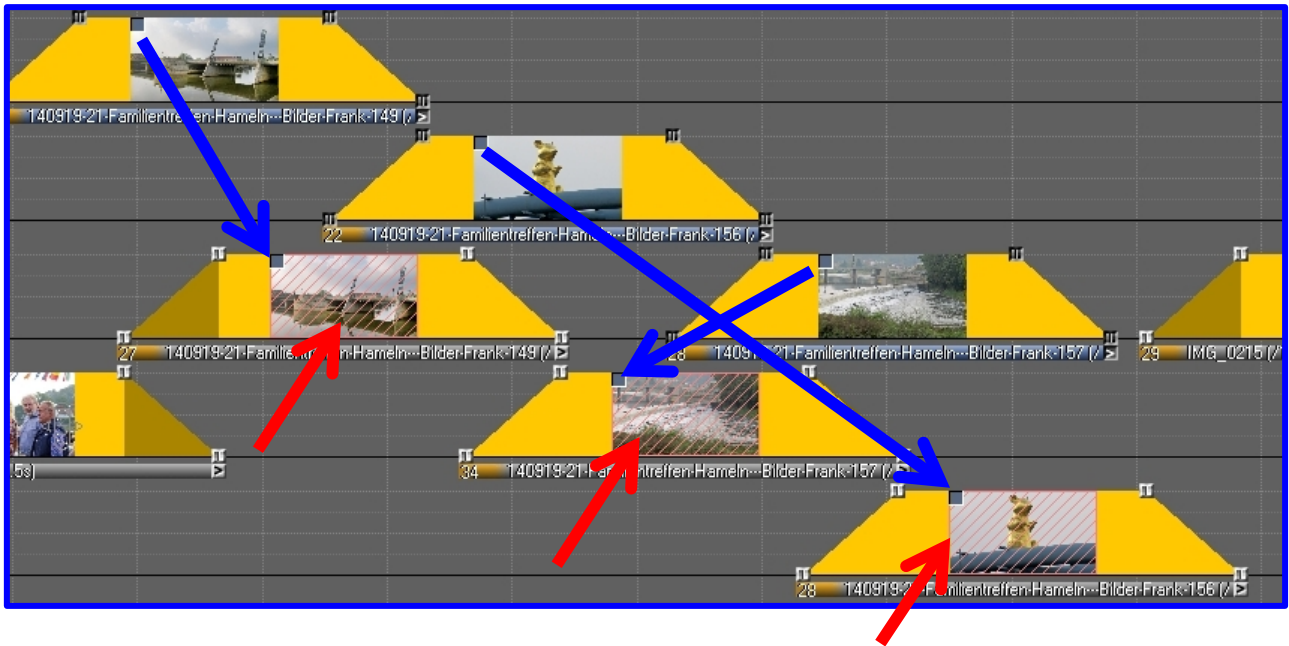 140919-21-Familientreffen-Hameln---Bilder-Frank-149 (/
22 140919-21-Familientreffen-Hameln---Bilder-Frank-156 (/
27 140919-21-Familientreffen-Hameln---Bilder-Frank-149 (/
28 140919-21-Familientreffen-Hameln---Bilder-Frank-157 (/
29 IMG_0215 (/
.5s)
34 140919-21-Familientreffen-Hameln---Bilder-Frank-157 (/
28 140919-21-Familientreffen-Hameln---Bilder-Frank-156 (/